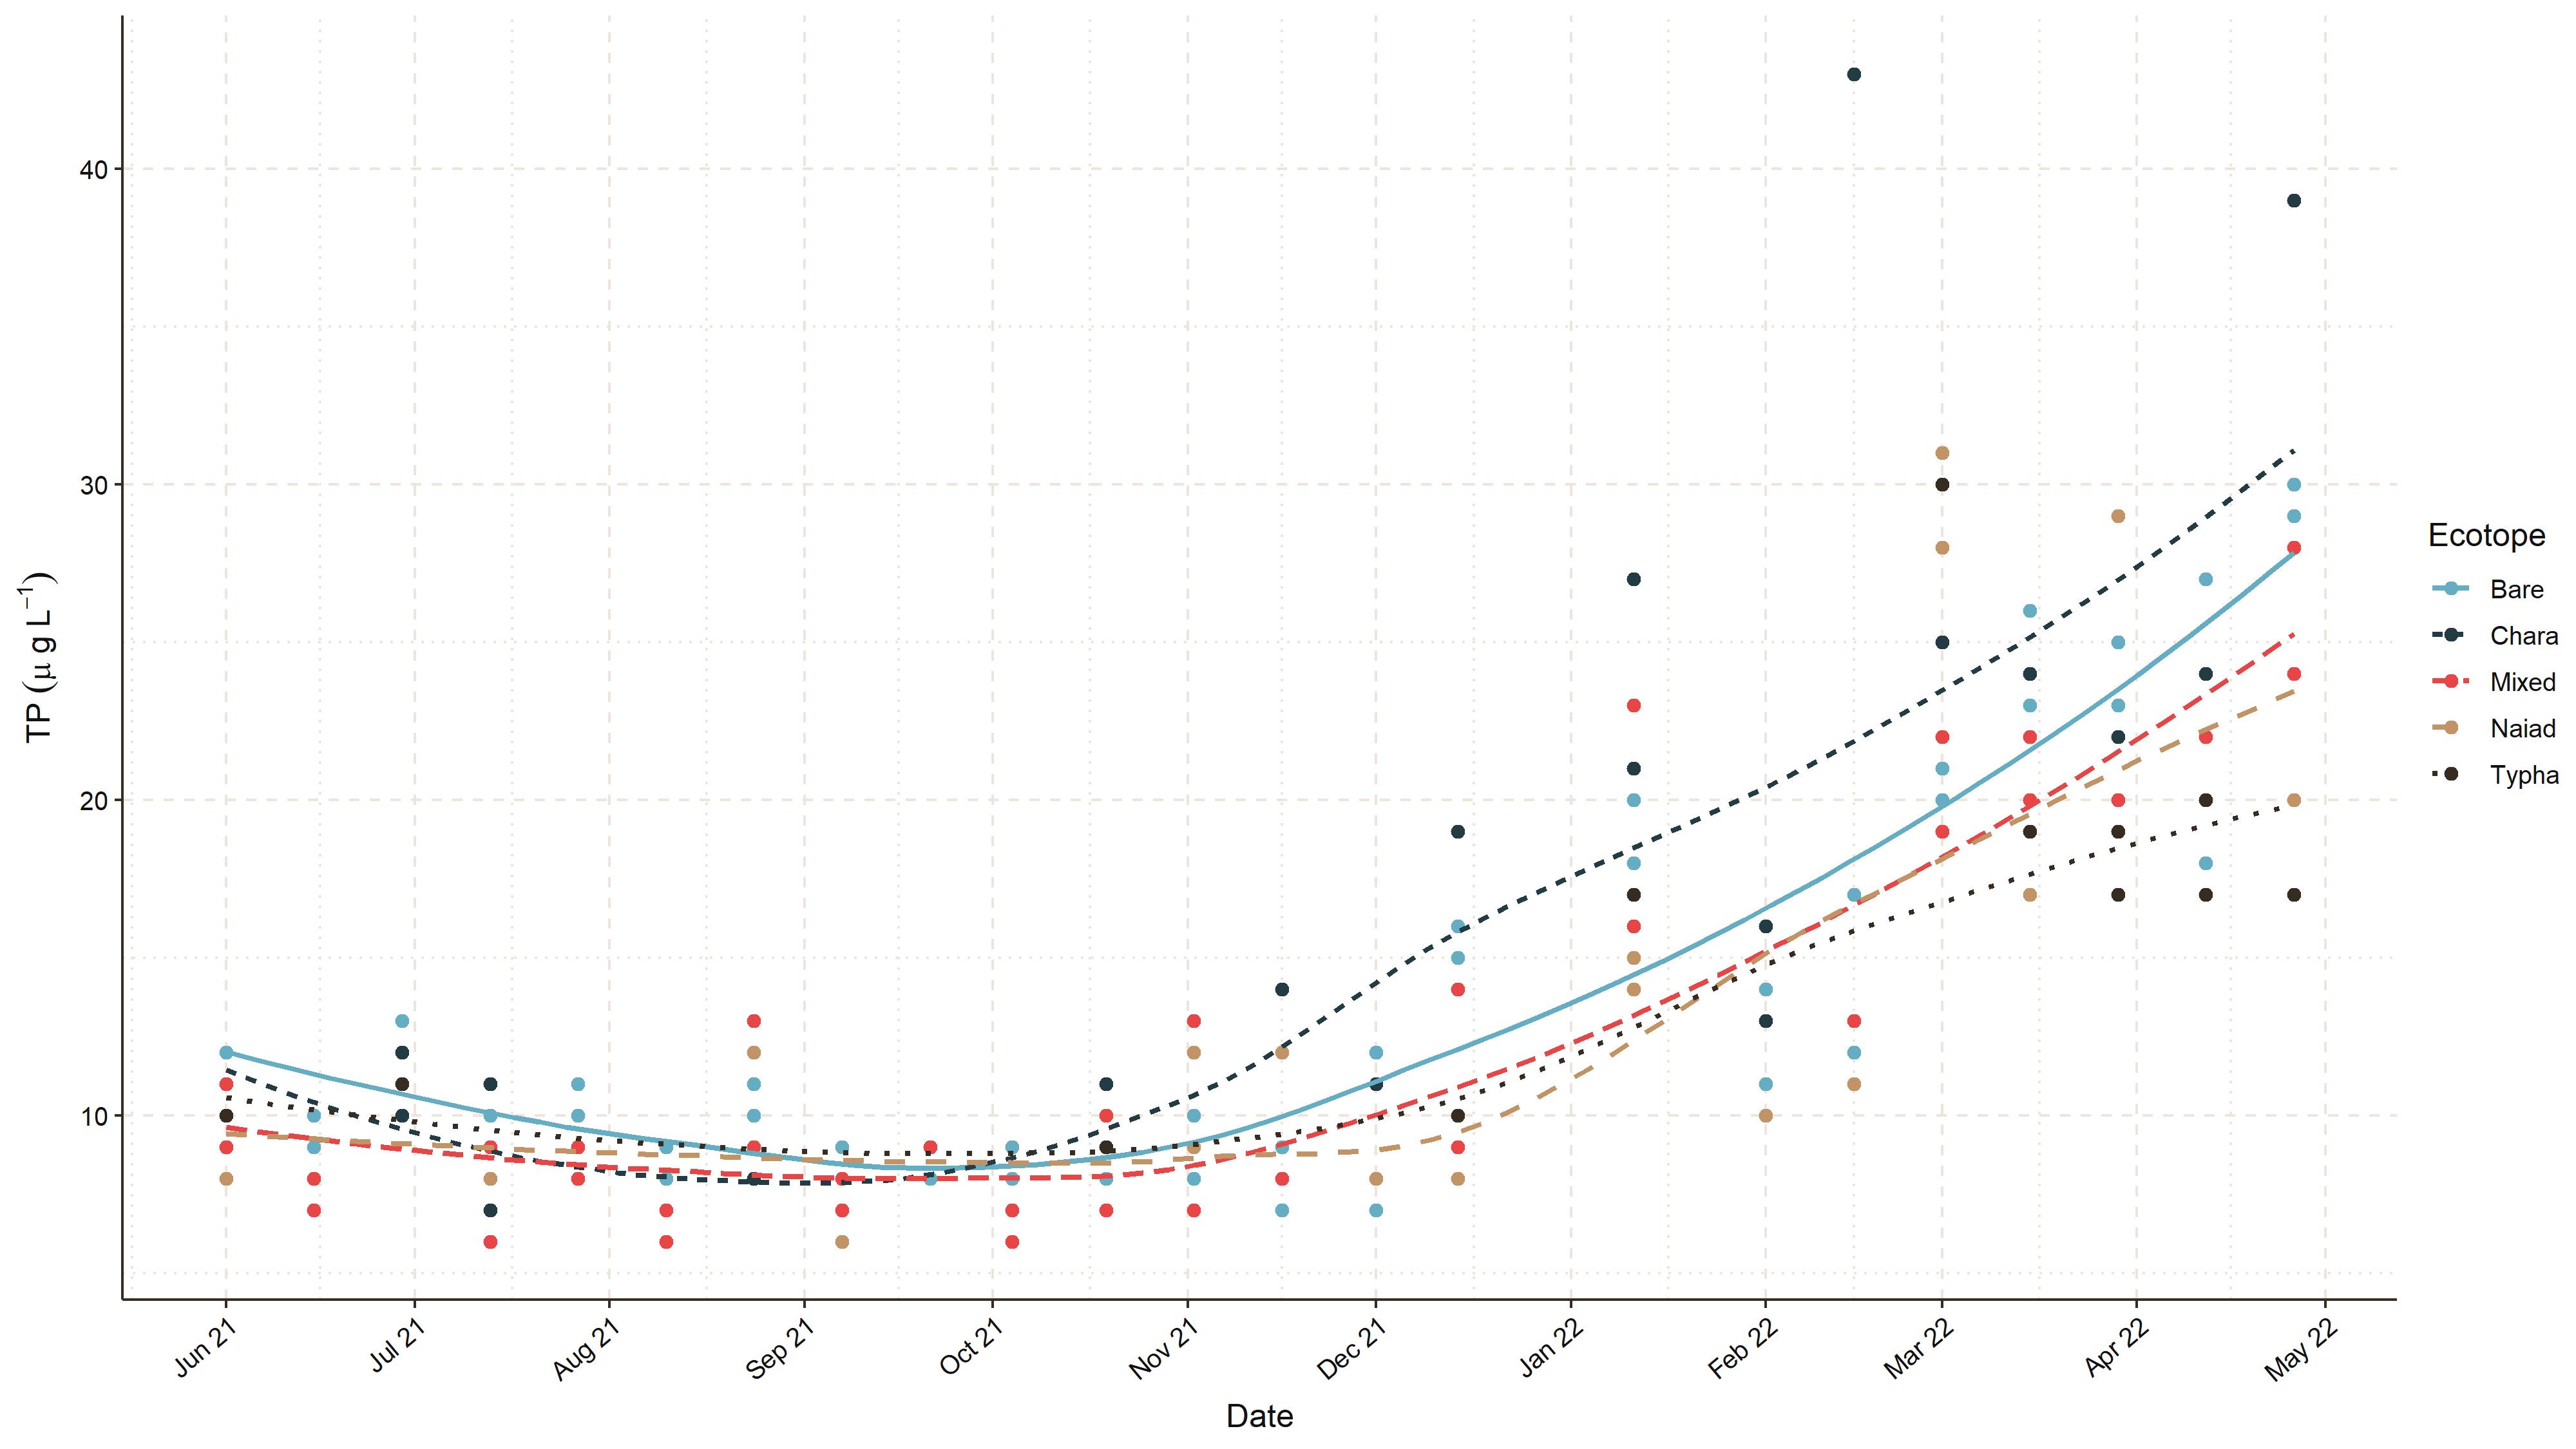 40
30
20
10
TP (μ g L⁻¹)
Jun 21
Jul 21
Aug 21
Sep 21
Oct 21
Nov 21
Dec 21
Jan 22
Feb 22
Mar 22
Apr 22
May 22
Date
Ecotope
Bare
Chara
Mixed
Naiad
Typha